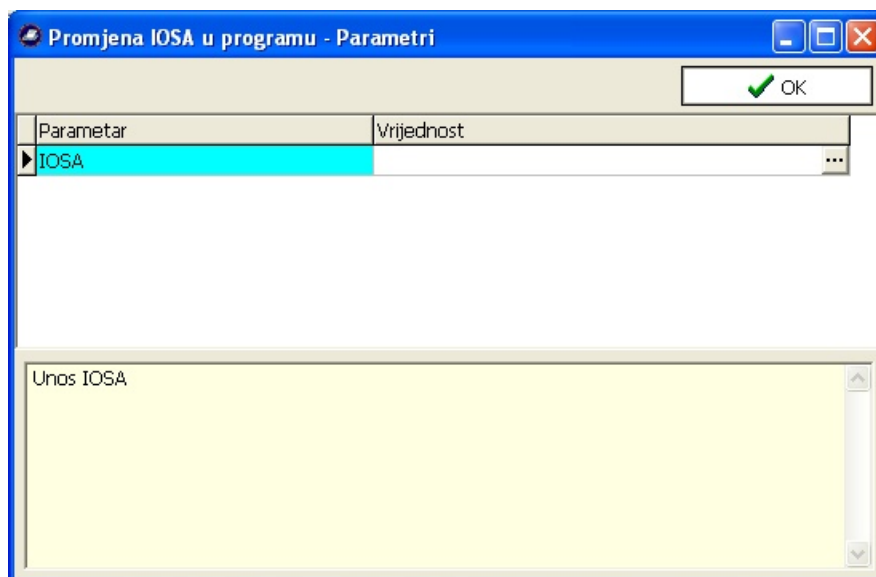 Promjena IOSA u programu - Parametri
OK
Parametar Vrijednost
IOSA ...
Unos IOSA